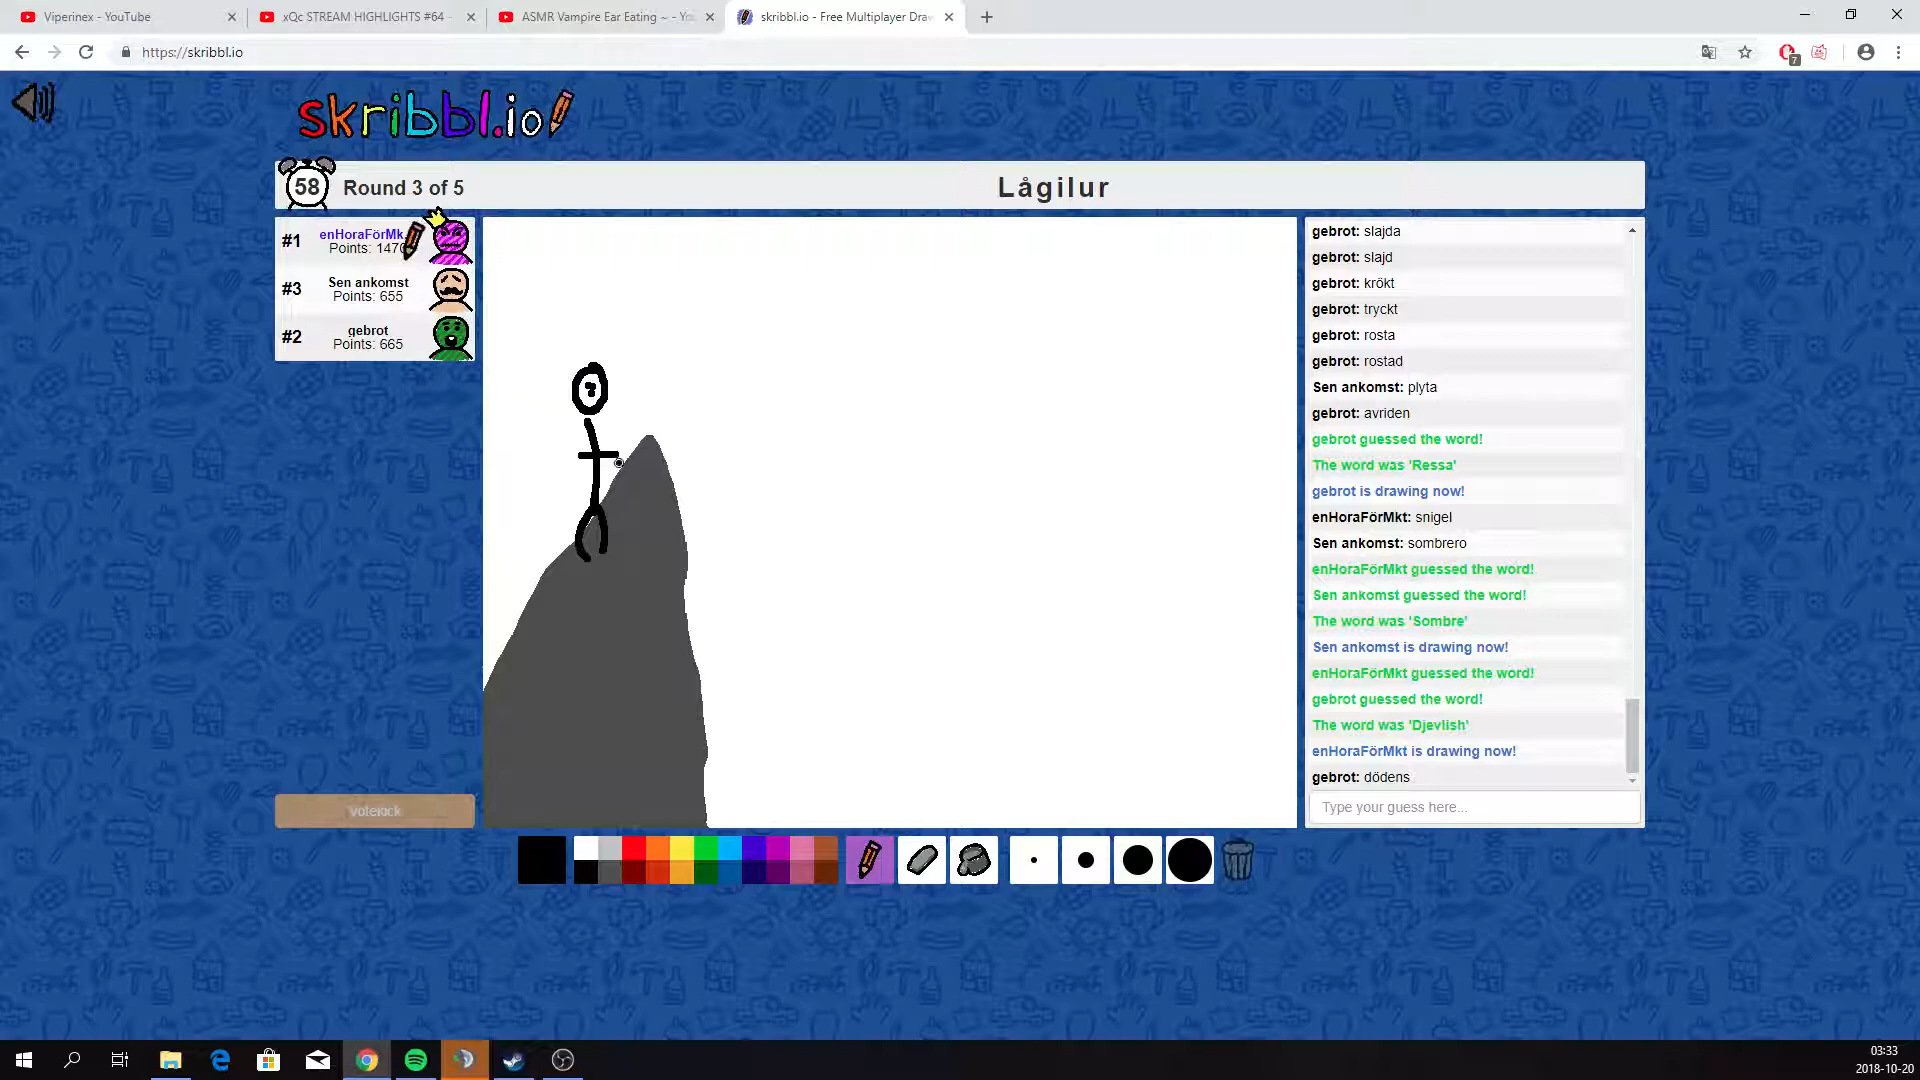 Viperinex - YouTube
xQc STREAM HIGHLIGHTS #64 -
ASMR Vampire Ear Eating ~ - You
skribbl.io - Free Multiplayer Draw
https://skribbl.io
7
skribbl.io
58
Round 3 of 5
Lågilur
#1
enHoraFörMk
Points: 1470
#3
Sen ankomst
Points: 655
#2
gebrot
Points: 665
gebrot: slajda
gebrot: slajd
gebrot: krökt
gebrot: tryckt
gebrot: rosta
gebrot: rostad
Sen ankomst: plyta
gebrot: avriden
gebrot guessed the word!
The word was 'Ressa'
gebrot is drawing now!
enHoraFörMkt: snigel
Sen ankomst: sombrero
enHoraFörMkt guessed the word!
Sen ankomst guessed the word!
The word was 'Sombre'
Sen ankomst is drawing now!
enHoraFörMkt guessed the word!
gebrot guessed the word!
The word was 'Djevlish'
enHoraFörMkt is drawing now!
gebrot: dödens
Type your guess here...
Votekick
03:33
2018-10-20